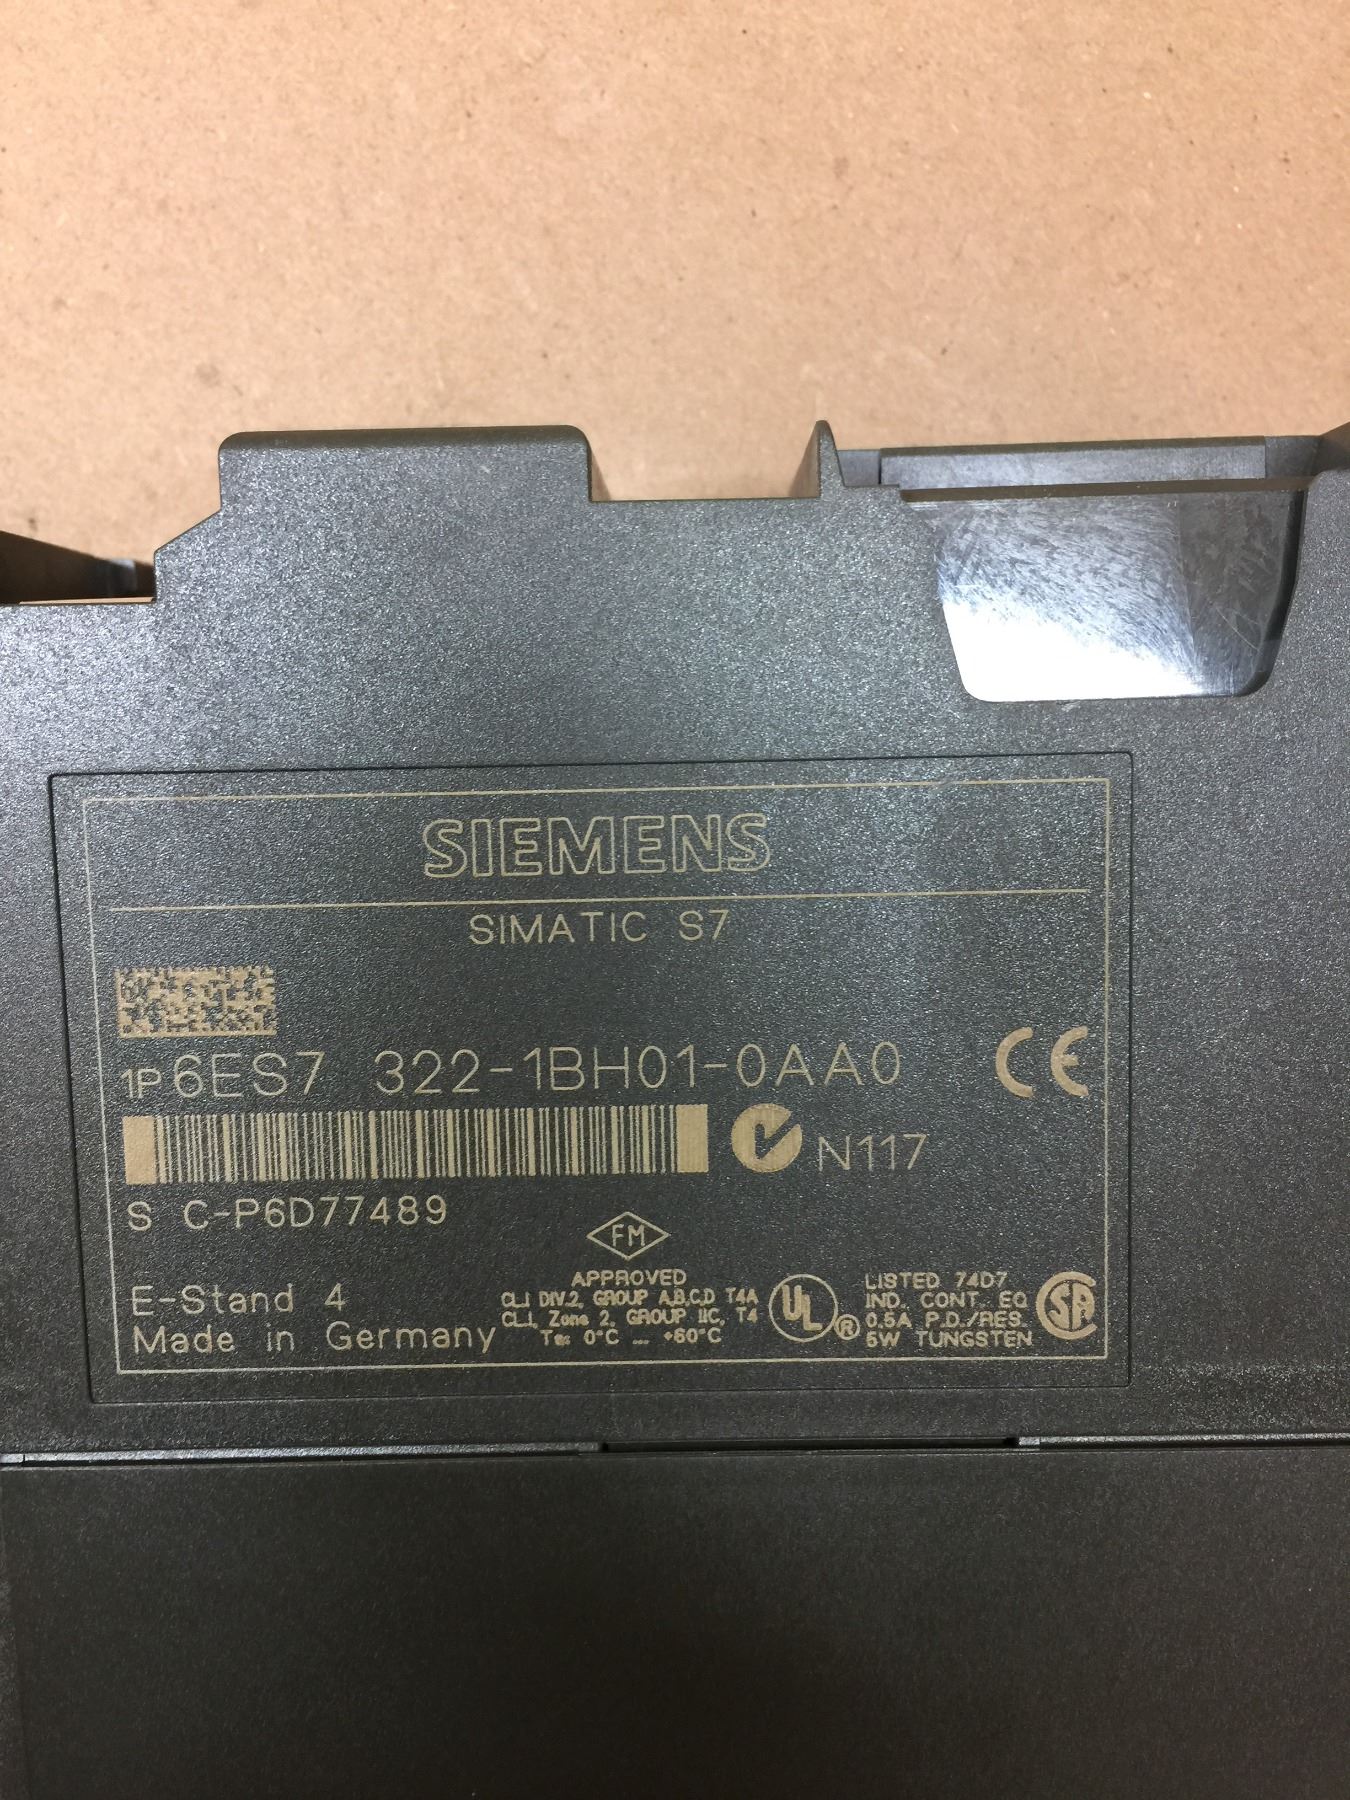 SIEMENS
SIMATIC S7
1P 6ES7 322-1BH01-0AA0
CE
N117
S C-P6D77489
FM
APPROVED
CL.I DIV.2, GROUP A,B,C,D T4A
CL.I, Zone 2, GROUP IIC, T4
Ta: 0°C ... +60°C
E-Stand 4
Made in Germany
UL ®
LISTED 74D7
IND. CONT. EQ
0.5A P.D./RES.
5W TUNGSTEN
SA